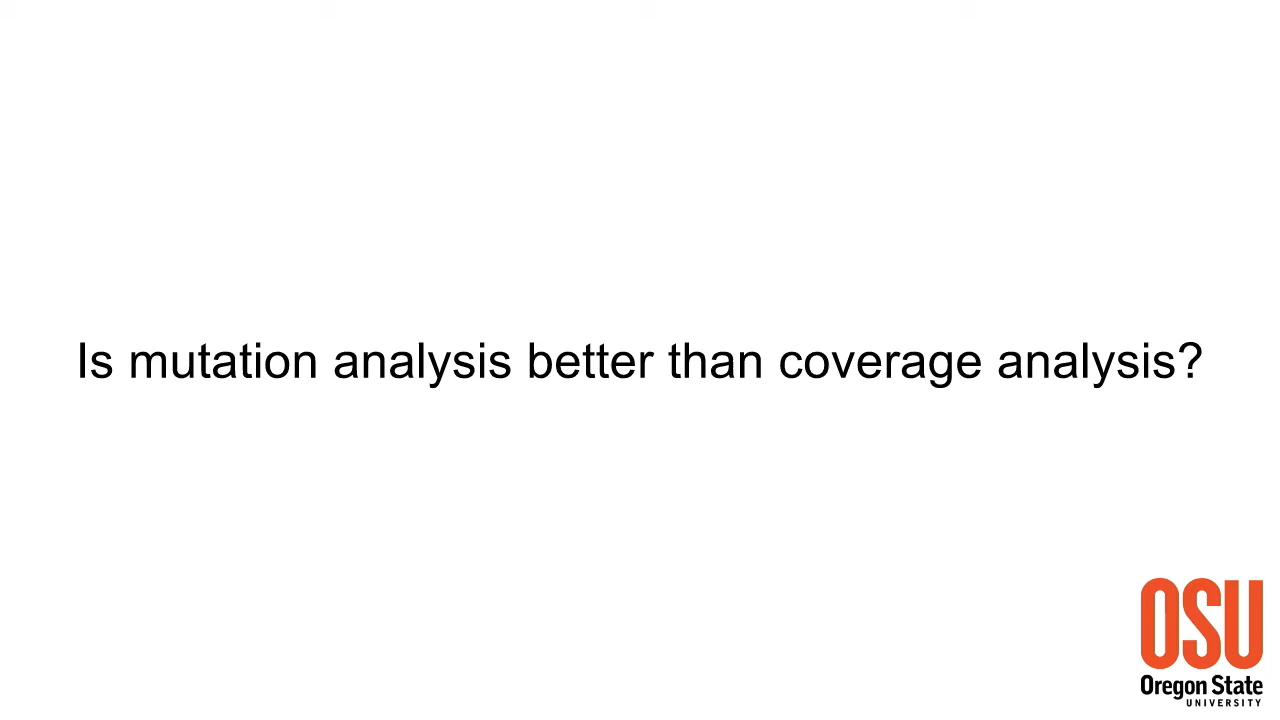 Is mutation analysis better than coverage analysis?
OSU
Oregon State
UNIVERSITY